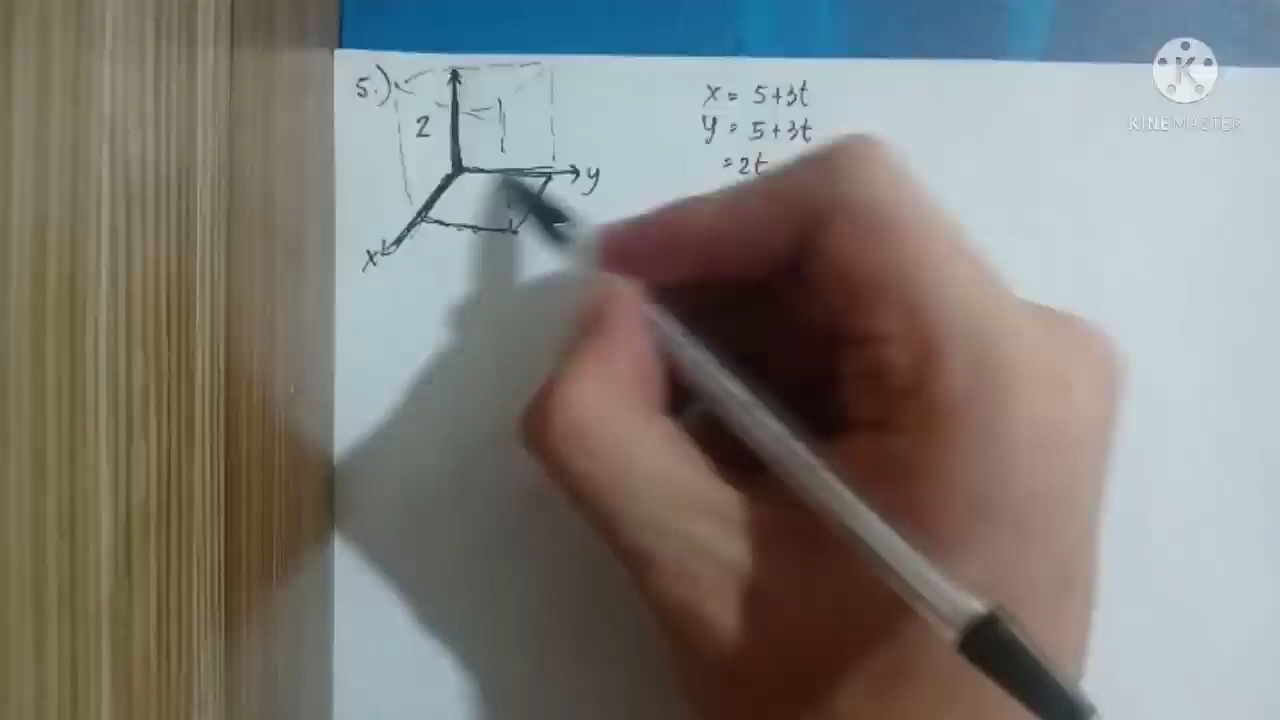 5.)
2
y
x
x = 5+3t
y = 5+3t
= 2t
K
KINEMASTER